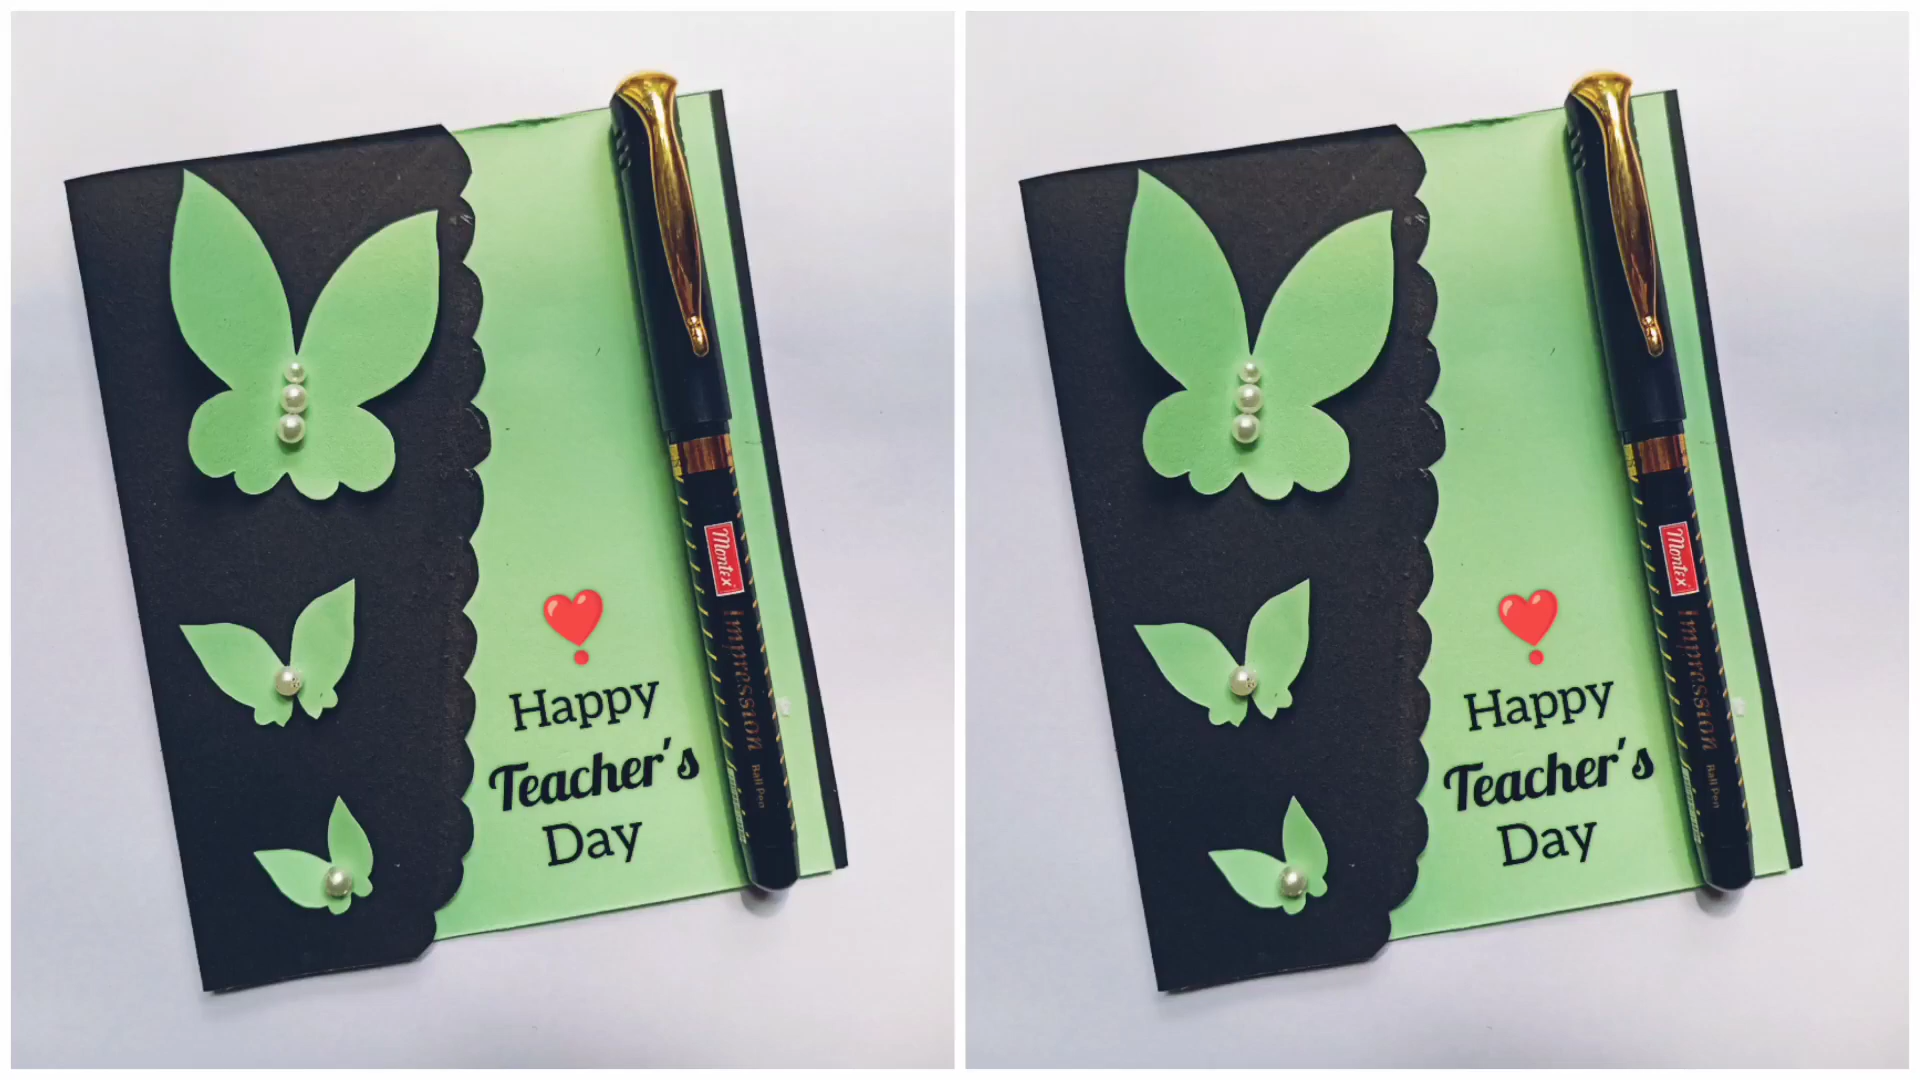 Happy
Teacher's
Day
Montex
Impression
Ball Pen
Happy
Teacher's
Day
Montex
Impression
Ball Pen